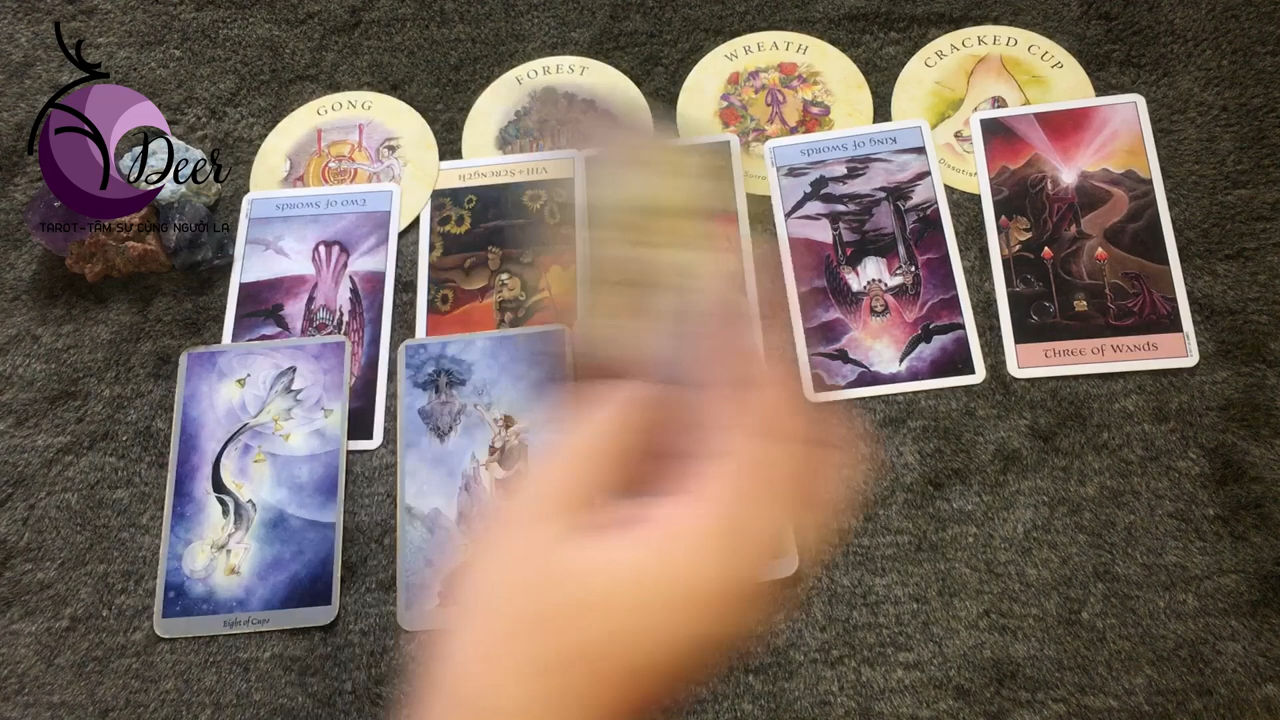 Deer
TAROT-TÂM SỰ CÙNG NGƯỜI LẠ
GONG
FOREST
WREATH
CRACKED CUP
Two of Swords
VIII Strength
King of Swords
Three of Wands
Eight of Cups